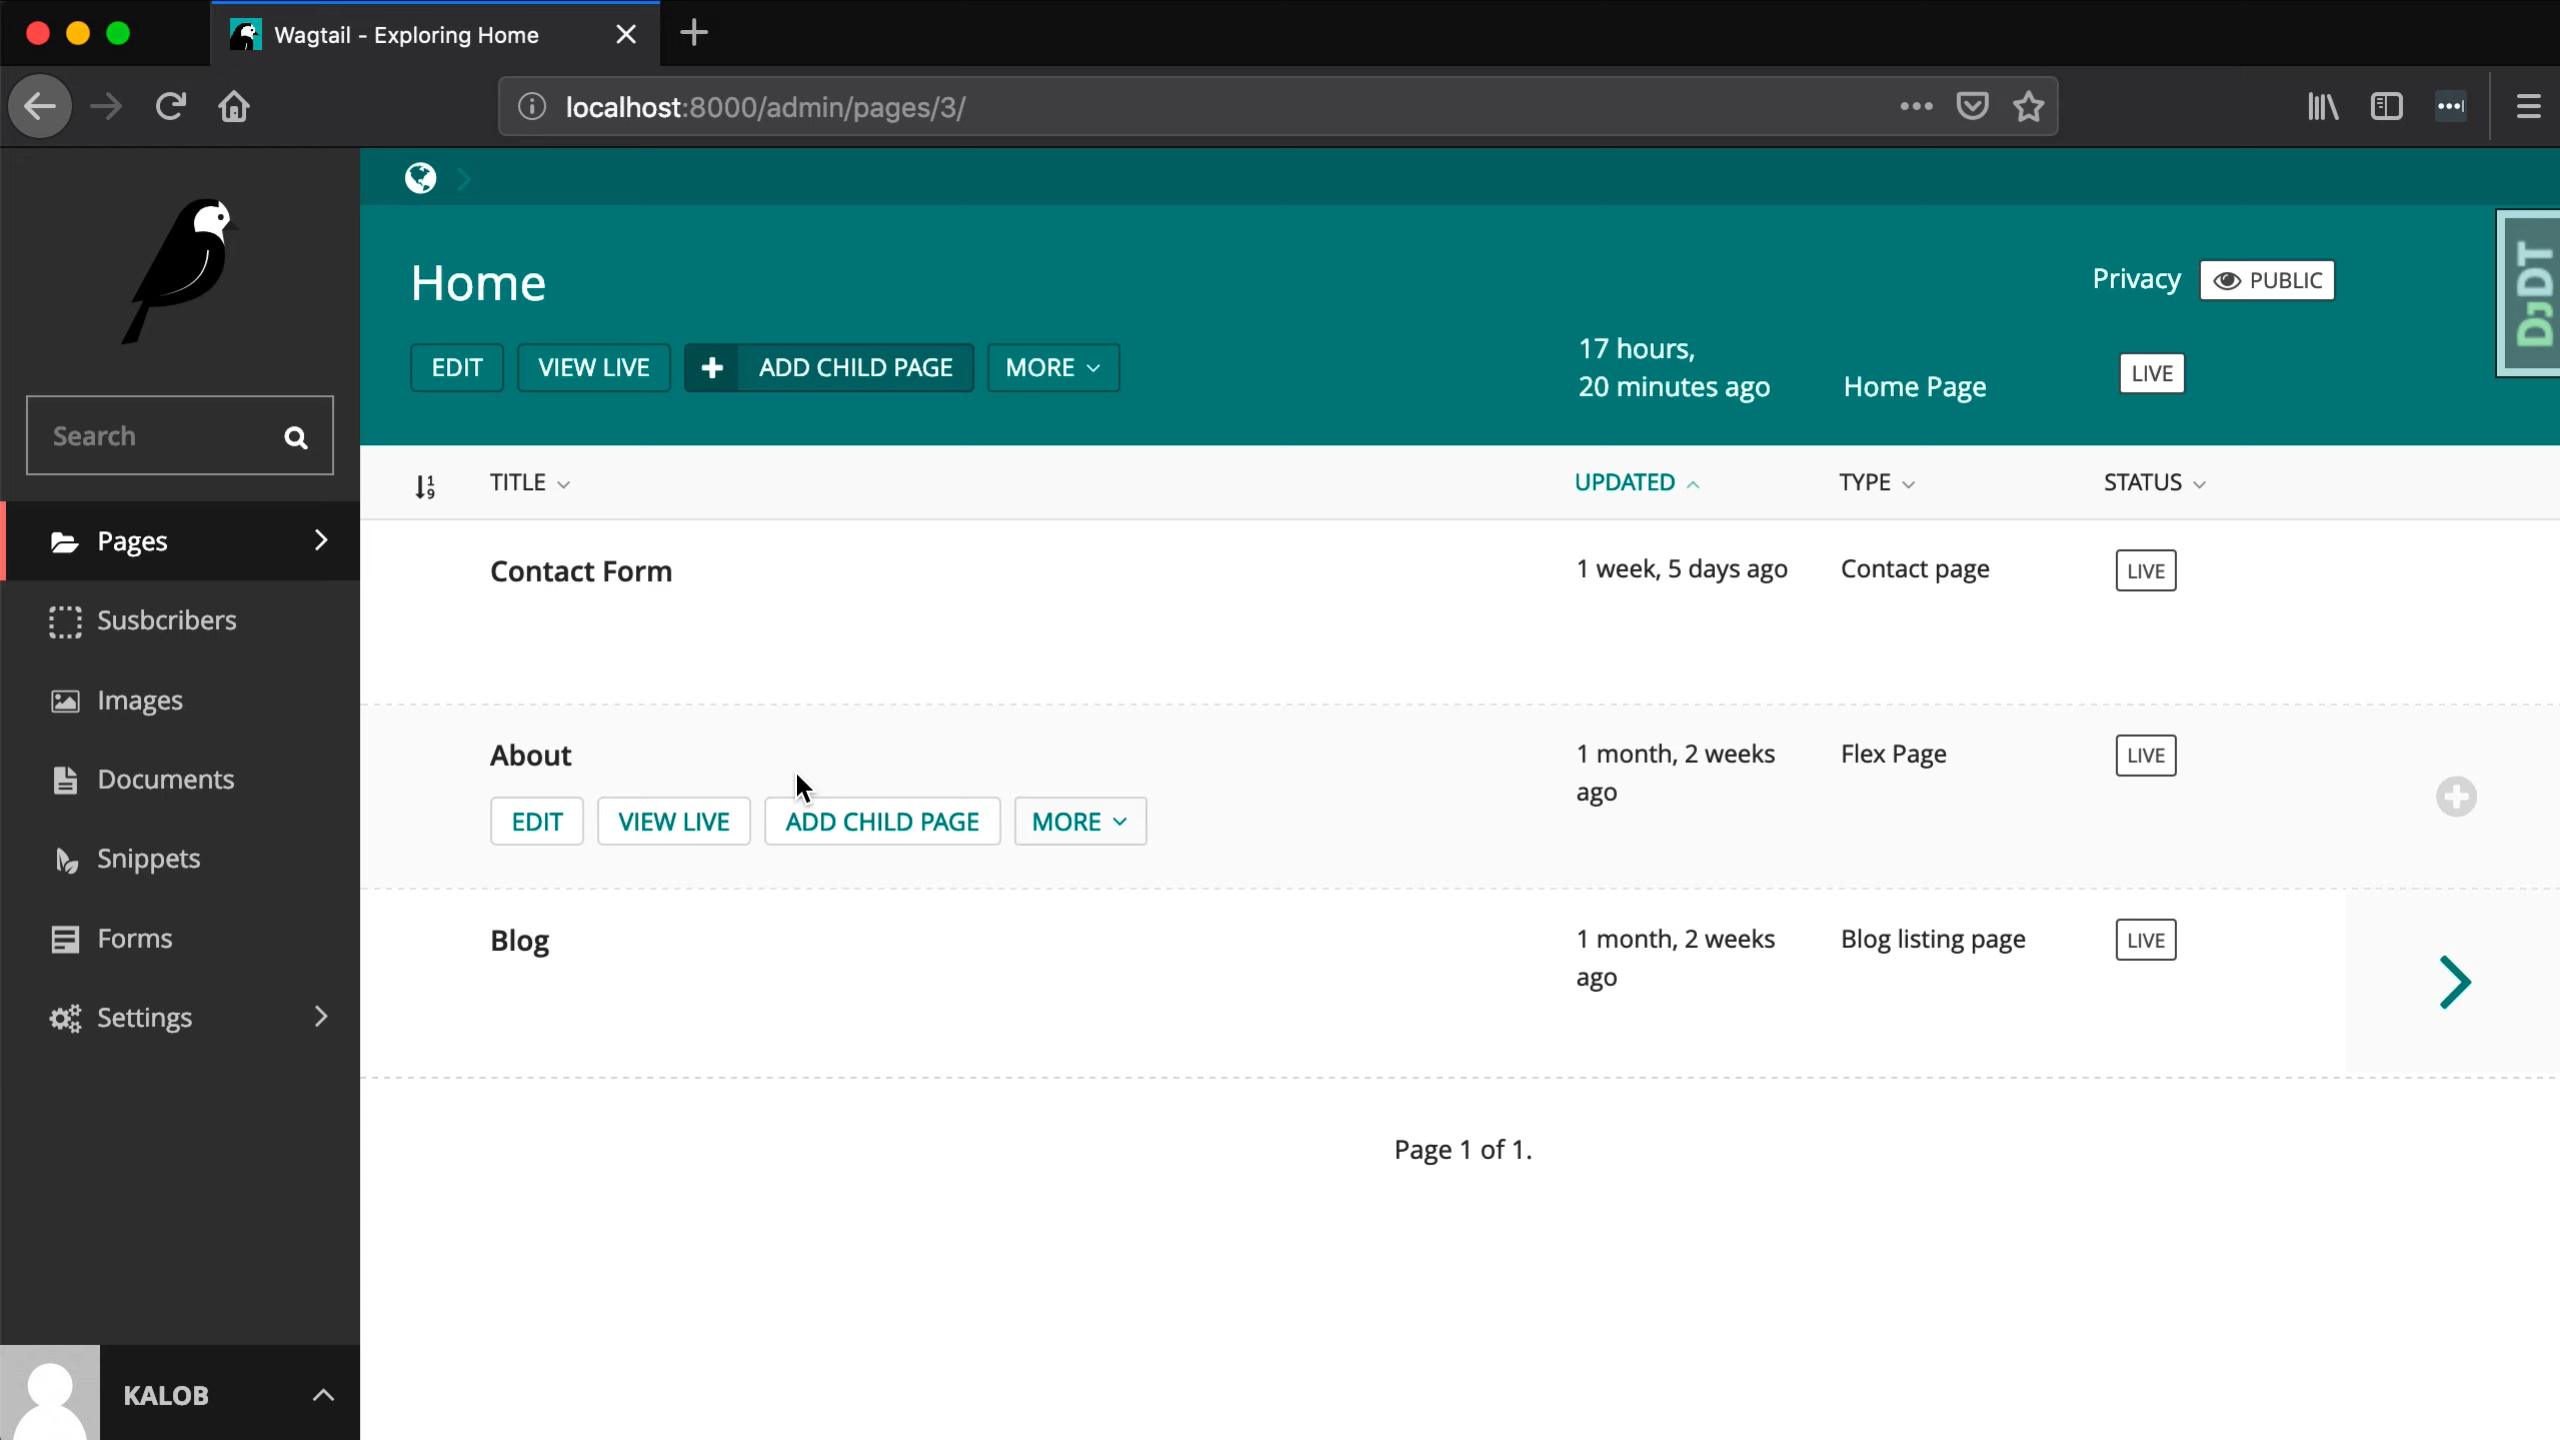 Wagtail - Exploring Home
localhost:8000/admin/pages/3/
Home
Privacy PUBLIC
EDIT VIEW LIVE ADD CHILD PAGE MORE
17 hours,
20 minutes ago
Home Page
LIVE
DJDT
Search
Pages
Susbcribers
Images
Documents
Snippets
Forms
Settings
KALOB
TITLE UPDATED TYPE STATUS
Contact Form 1 week, 5 days ago Contact page LIVE
About 1 month, 2 weeks Flex Page LIVE
ago
EDIT VIEW LIVE ADD CHILD PAGE MORE
Blog 1 month, 2 weeks Blog listing page LIVE
ago
Page 1 of 1.